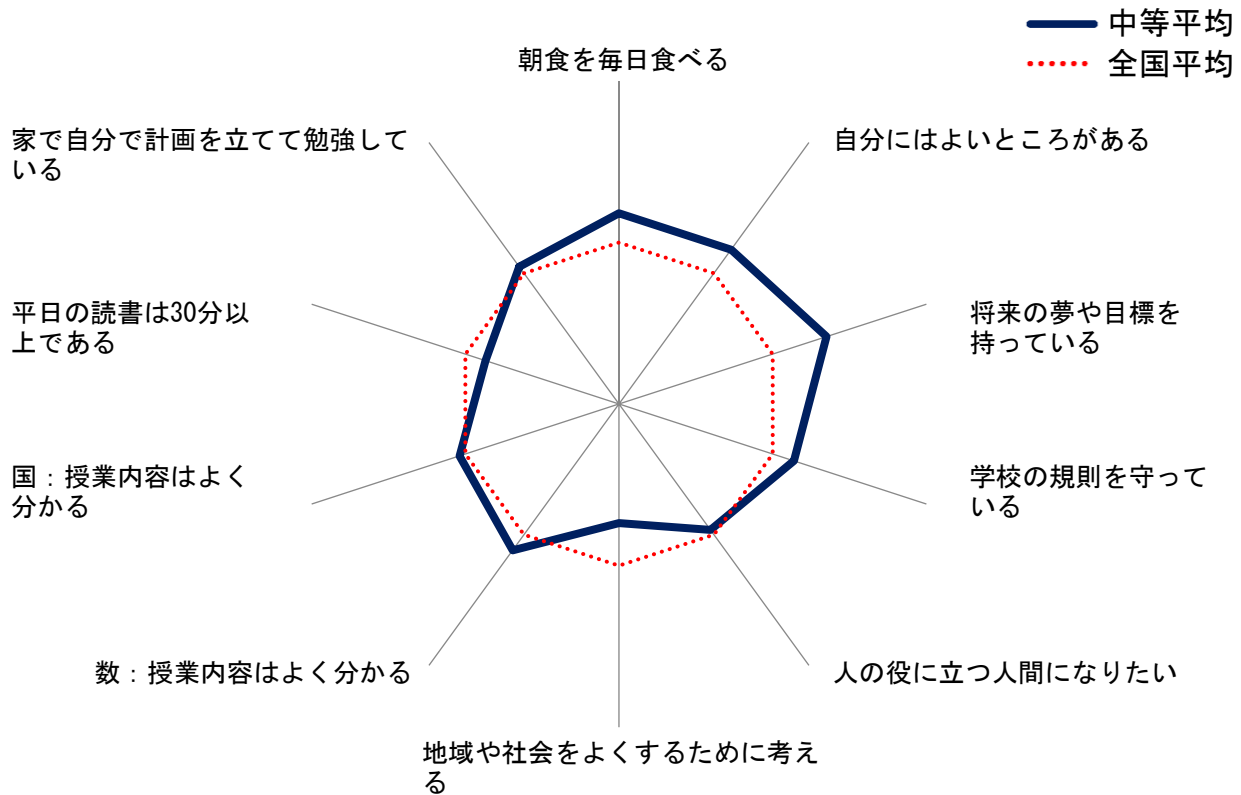 中等平均
全国平均
朝食を毎日食べる
自分にはよいところがある
将来の夢や目標を
持っている
学校の規則を守って
いる
人の役に立つ人間になりたい
地域や社会をよくするために考え
る
数：授業内容はよく分かる
国：授業内容はよく
分かる
平日の読書は30分以
上である
家で自分で計画を立てて勉強して
いる